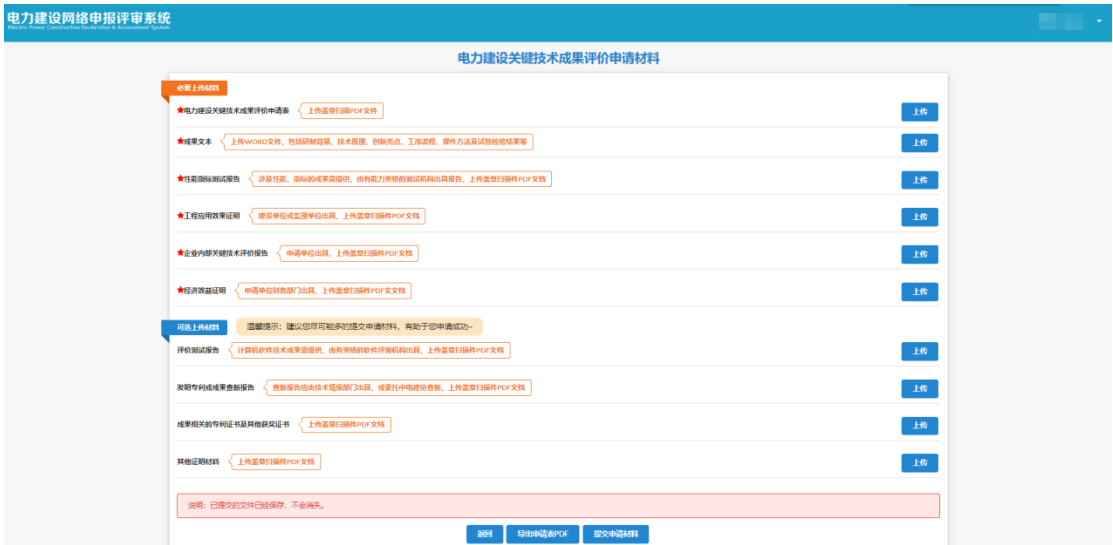 电力建设网络申报评审系统
Electric Power Construction Declaration & Assessment System
电力建设关键技术成果评价申请材料
必要上传材料
★电力建设关键技术成果评价申请表 上传盖章扫描PDF文件 上传
★成果文本 上传WORD文件，包括研制背景、技术原理、创新亮点、工序流程、操作方法及试验检验结果等 上传
★性能指标测试报告 涉及性能、指标的成果需提供，由有能力资格的测试机构出具报告，上传盖章扫描件PDF文档 上传
★工程应用效果证明 建设单位或监理单位出具，上传盖章扫描件PDF文档 上传
★企业内部关键技术评价报告 申请单位出具，上传盖章扫描件PDF文档 上传
★经济效益证明 申请单位财务部门出具，上传盖章扫描件PDF文文档 上传
可选上传材料 温馨提示：建议您尽可能多的提交申请材料，有助于您申请成功~
评价测试报告 计算机软件技术成果需提供，由有资格的软件评测机构出具，上传盖章扫描件PDF文档 上传
发明专利或成果查新报告 查新报告应由技术情报部门出具，或委托中电建协查新，上传盖章扫描件PDF文档 上传
成果相关的专利证书及其他获奖证书 上传盖章扫描件PDF文档 上传
其他证明材料 上传盖章扫描件PDF文档 上传
说明：已提交的文件已经保存，不会消失。
返回 导出申请表PDF 提交申请材料